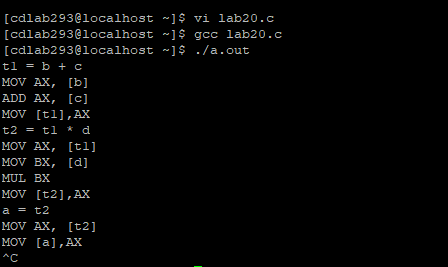 [cdlab293@localhost ~]$ vi lab20.c
[cdlab293@localhost ~]$ gcc lab20.c
[cdlab293@localhost ~]$ ./a.out
t1 = b + c
MOV AX, [b]
ADD AX, [c]
MOV [t1],AX
t2 = t1 * d
MOV AX, [t1]
MOV BX, [d]
MUL BX
MOV [t2],AX
a = t2
MOV AX, [t2]
MOV [a],AX
^C